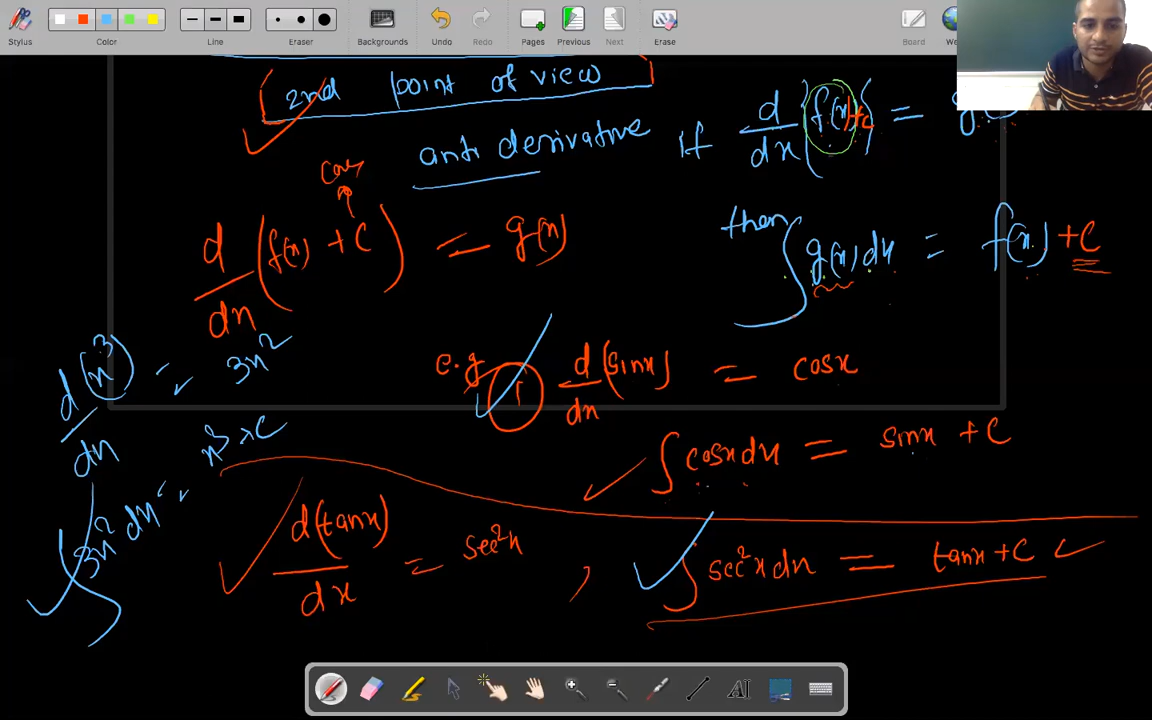 Stylus
Color
Line
Eraser
Backgrounds
Undo
Redo
Pages
Previous
Next
Erase
Board
We
2nd point of view
anti derivative if d/dx {f(x)+c} = g(
d/dx (f(x) + C) = g(x)
then ∫ g(x) dx = f(x) + C
d/dx (x³) = 3x²
e.g 1 d/dx (sinx) = cosx
x³ + C
∫ cosx dx = sinx + C
∫ 3x² dx =
d(tanx)/dx = sec²x , ∫ sec²x dx = tanx + C